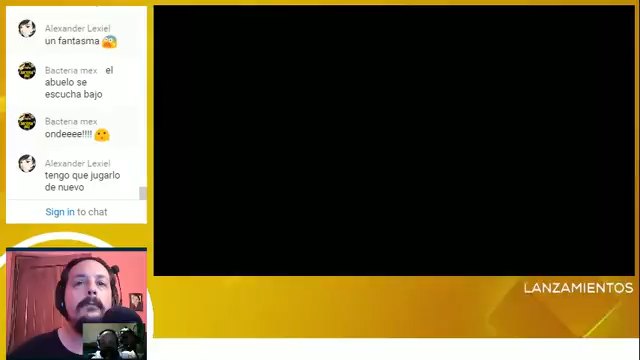 Alexander Lexiel
un fantasma
Bacteria mex el
abuelo se
escucha bajo
Bacteria mex
ondeeee!!!!
Alexander Lexiel
tengo que jugarlo
de nuevo
Sign in to chat
LANZAMIENTOS